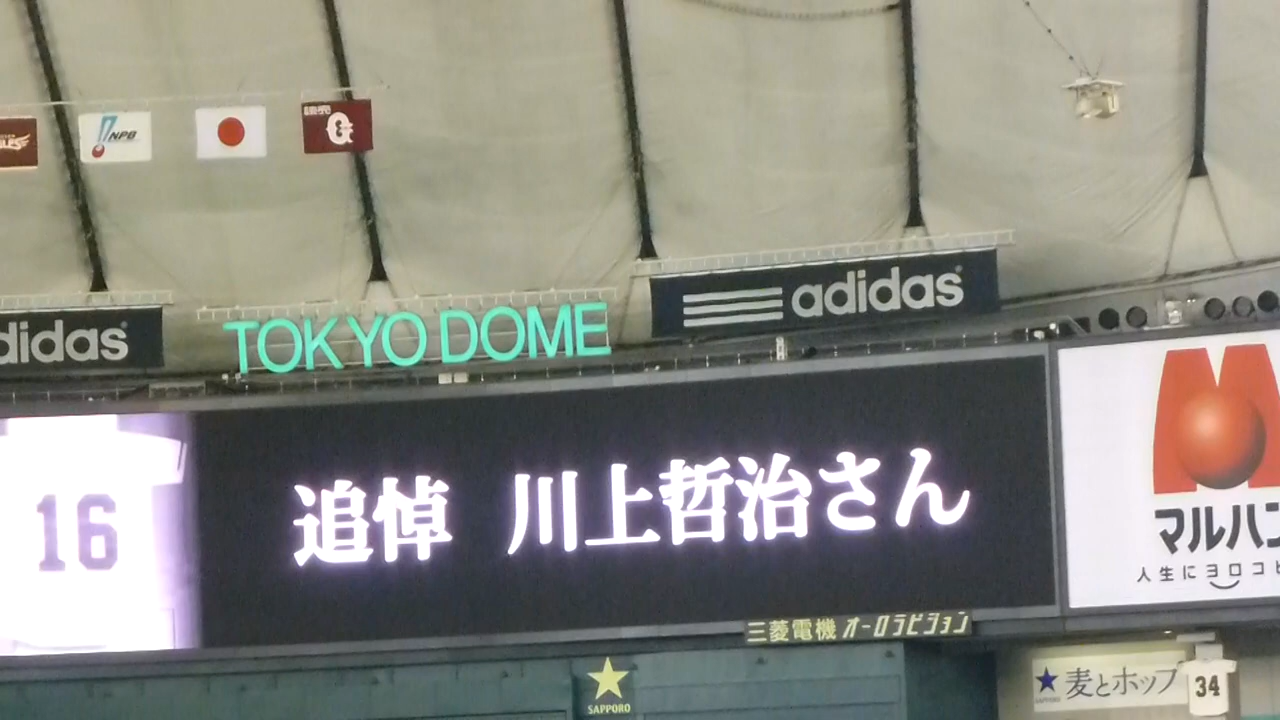 NPB
G
adidas
TOKYO DOME
adidas
16
追悼 川上哲治さん
マルハン
人生にヨロコビ
三菱電機 オーロラビジョン
SAPPORO
麦とホップ
34